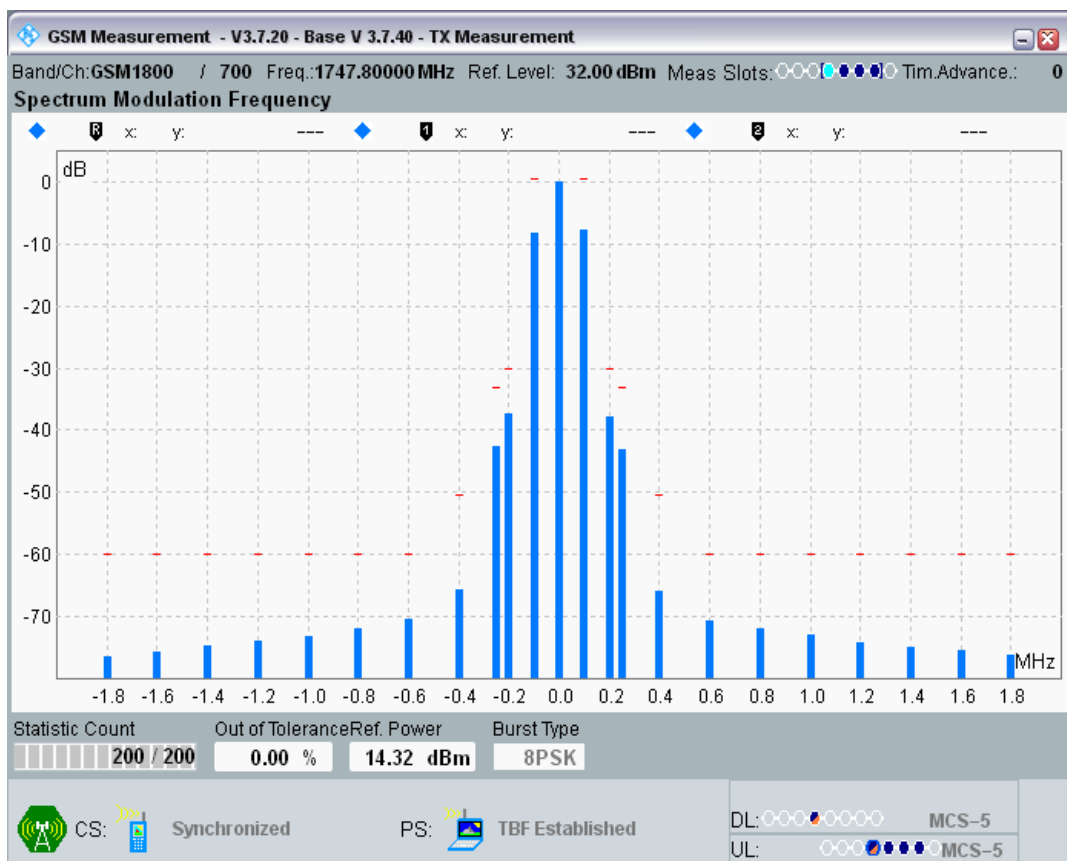 GSM Measurement - V3.7.20 - Base V 3.7.40 - TX Measurement
Band/Ch:GSM1800 / 700 Freq.:1747.80000 MHz Ref. Level: 32.00 dBm Meas Slots: Tim.Advance.: 0
Spectrum Modulation Frequency
R x: y: --- 1 x: y: --- 2 x: y: ---
dB
0
-10
-20
-30
-40
-50
-60
-70
MHz
-1.8 -1.6 -1.4 -1.2 -1.0 -0.8 -0.6 -0.4 -0.2 0.0 0.2 0.4 0.6 0.8 1.0 1.2 1.4 1.6 1.8
Statistic Count Out of Tolerance Ref. Power Burst Type
200 / 200 0.00 % 14.32 dBm 8PSK
CS: Synchronized PS: TBF Established
DL: MCS-5
UL: MCS-5